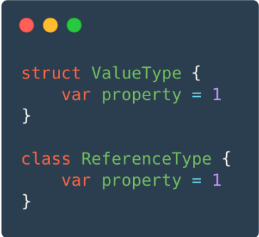 struct ValueType {
    var property = 1
}
class ReferenceType {
    var property = 1
}